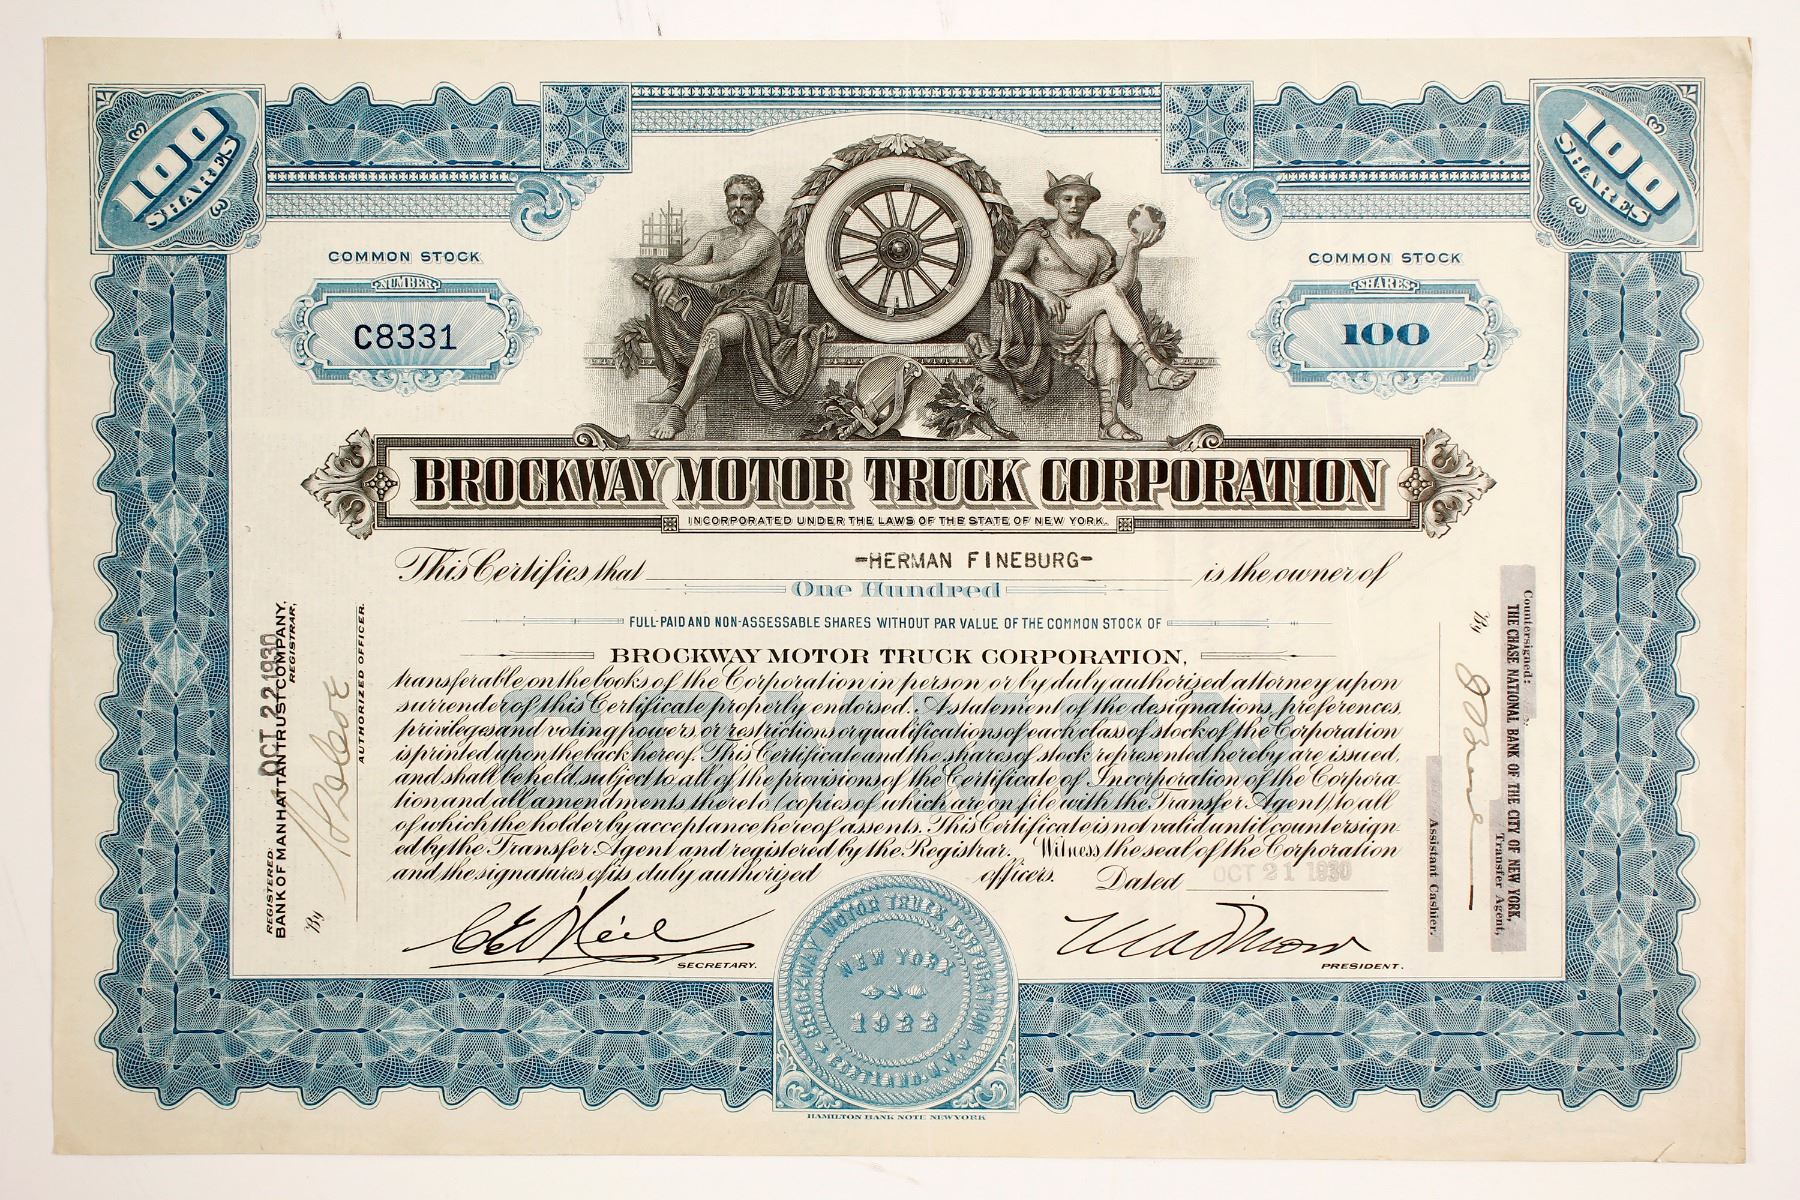 100
SHARES
100
SHARES
COMMON STOCK
NUMBER
C8331
COMMON STOCK
SHARES
100
BROCKWAY MOTOR TRUCK CORPORATION
INCORPORATED UNDER THE LAWS OF THE STATE OF NEW YORK.
This Certifies that -HERMAN FINEBURG- is the owner of
One Hundred
FULL-PAID AND NON-ASSESSABLE SHARES WITHOUT PAR VALUE OF THE COMMON STOCK OF
BROCKWAY MOTOR TRUCK CORPORATION,
transferable on the books of the Corporation in person or by duly authorized attorney upon
surrender of this Certificate properly endorsed. A statement of the designations, preferences,
privileges and voting powers, or restrictions or qualifications of each class of stock of the Corporation
is printed upon the back hereof. This Certificate and the shares of stock represented hereby are issued,
and shall be held, subject to all of the provisions of the Certificate of Incorporation of the Corpora-
tion and all amendments thereto (copies of which are on file with the Transfer Agent) to all
of which the holder by acceptance hereof assents. This Certificate is not valid until countersign-
ed by the Transfer Agent and registered by the Registrar. Witness, the seal of the Corporation
and the signatures of its duly authorized officers. Dated OCT 21 1930
COMMON
SECRETARY.
PRESIDENT.
BROCKWAY MOTOR TRUCK CORPORATION
NEW YORK
1922
CORTLAND, N.Y.
HAMILTON BANK NOTE NEW YORK
REGISTERED:
OCT 22 1930
BANK OF MANHATTAN TRUST COMPANY,
REGISTRAR,
By
AUTHORIZED OFFICER.
Countersigned:
THE CHASE NATIONAL BANK OF THE CITY OF NEW YORK,
Transfer Agent,
By
Assistant Cashier.